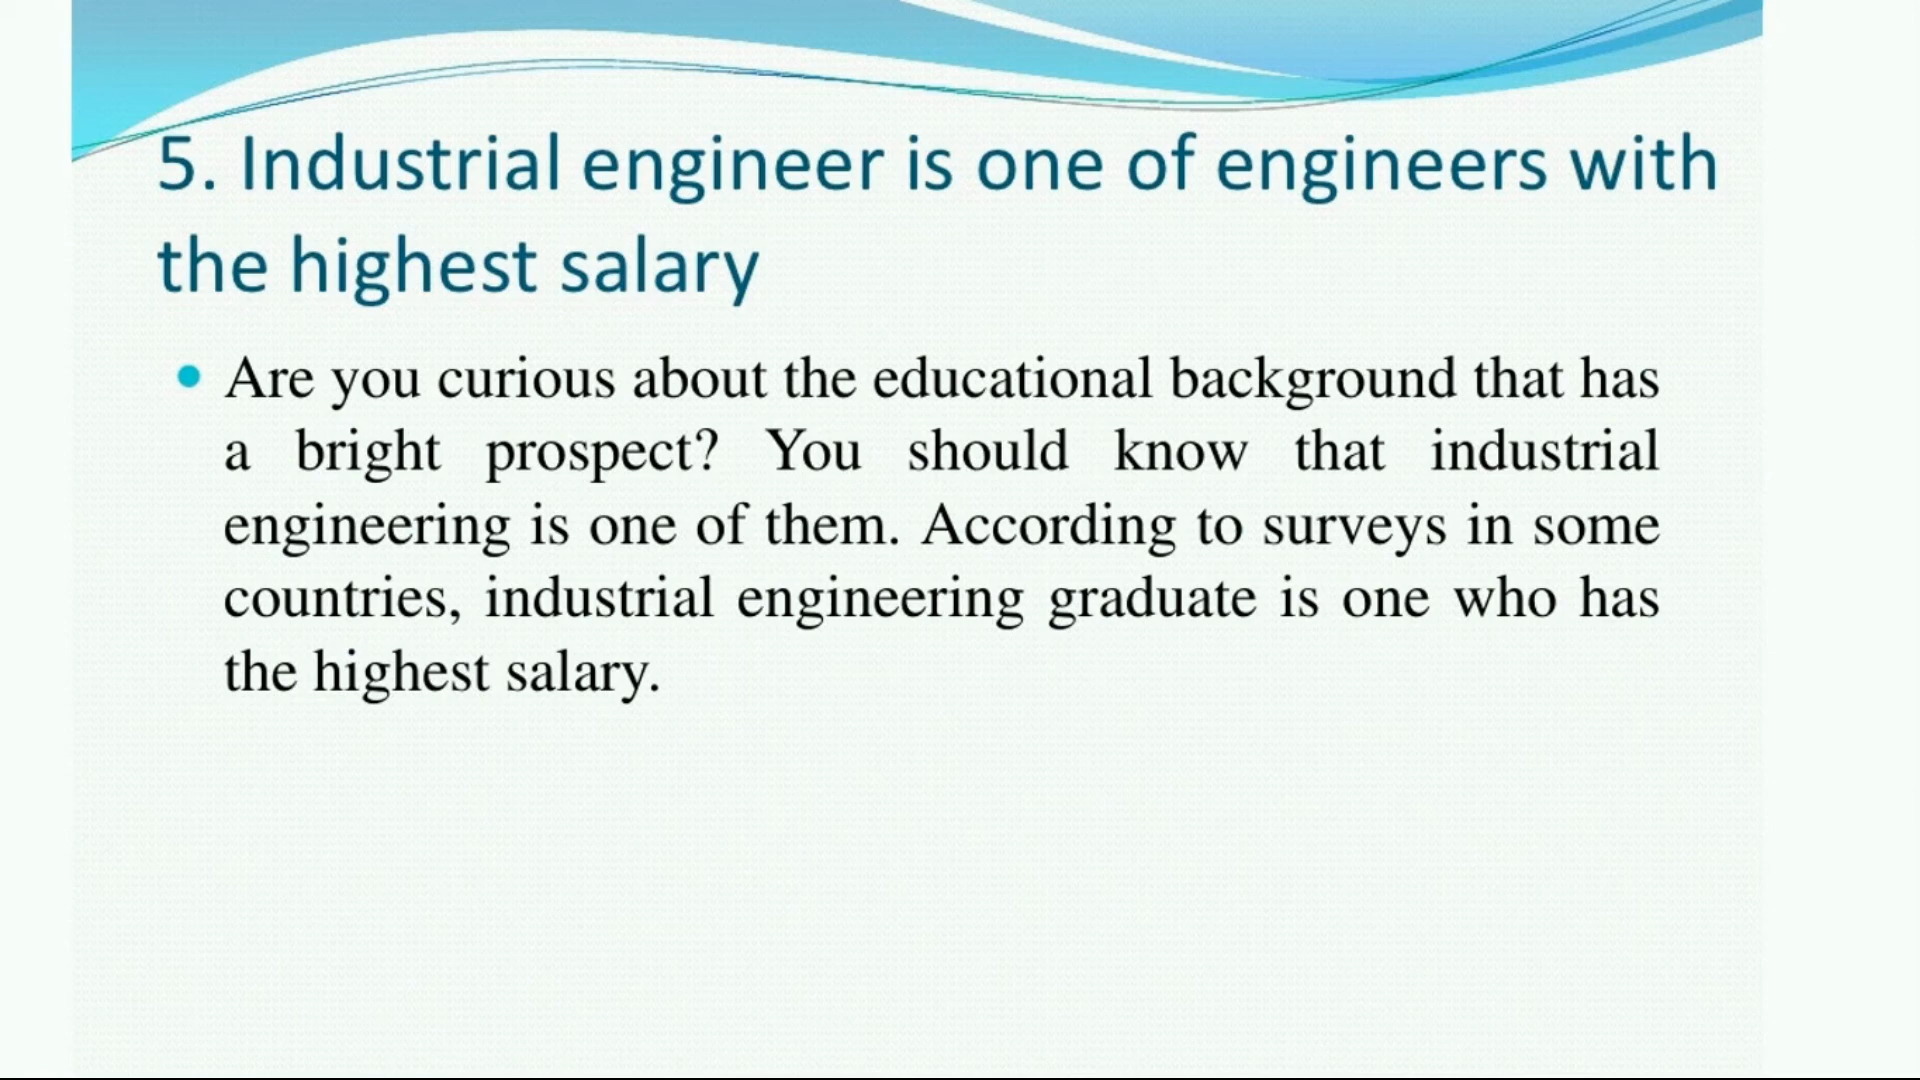 5. Industrial engineer is one of engineers with
the highest salary
• Are you curious about the educational background that has
a bright prospect? You should know that industrial
engineering is one of them. According to surveys in some
countries, industrial engineering graduate is one who has
the highest salary.